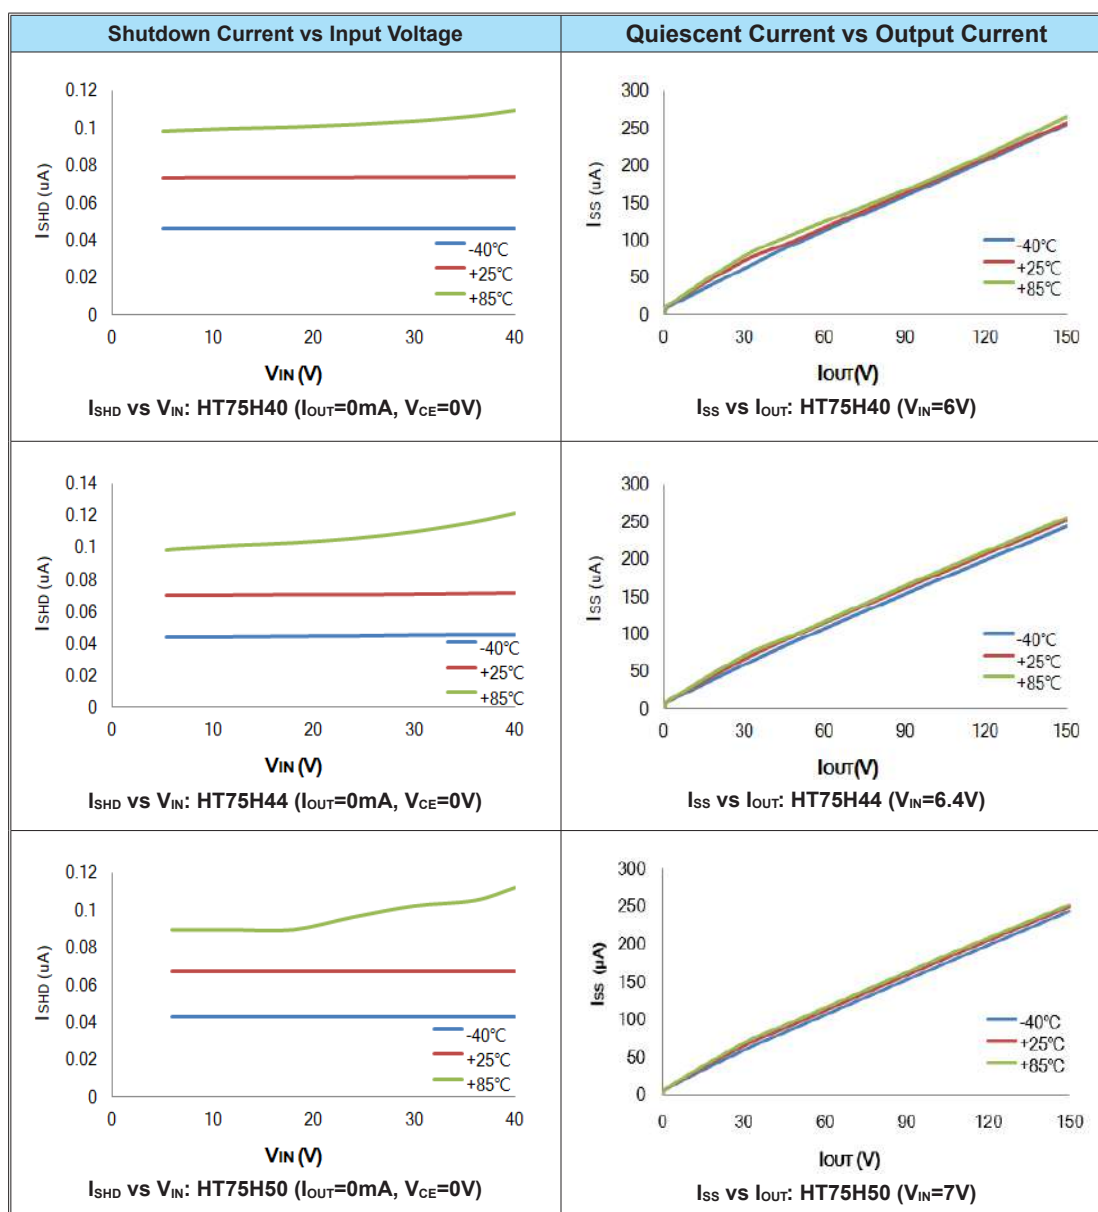 Shutdown Current vs Input Voltage
Quiescent Current vs Output Current
0.12
0.1
0.08
0.06
0.04
0.02
0
ISHD (uA)
-40℃
+25℃
+85℃
0 10 20 30 40
VIN (V)
ISHD vs VIN: HT75H40 (IOUT=0mA, VCE=0V)
300
250
200
150
100
50
0
ISS (uA)
-40℃
+25℃
+85℃
0 30 60 90 120 150
IOUT(V)
ISS vs IOUT: HT75H40 (VIN=6V)
0.14
0.12
0.1
0.08
0.06
0.04
0.02
0
ISHD (uA)
-40℃
+25℃
+85℃
0 10 20 30 40
VIN (V)
ISHD vs VIN: HT75H44 (IOUT=0mA, VCE=0V)
300
250
200
150
100
50
0
ISS (uA)
-40℃
+25℃
+85℃
0 30 60 90 120 150
IOUT(V)
ISS vs IOUT: HT75H44 (VIN=6.4V)
0.12
0.1
0.08
0.06
0.04
0.02
0
ISHD (uA)
-40℃
+25℃
+85℃
0 10 20 30 40
VIN (V)
ISHD vs VIN: HT75H50 (IOUT=0mA, VCE=0V)
300
250
200
150
100
50
0
ISS (μA)
-40℃
+25℃
+85℃
0 30 60 90 120 150
IOUT (V)
ISS vs IOUT: HT75H50 (VIN=7V)